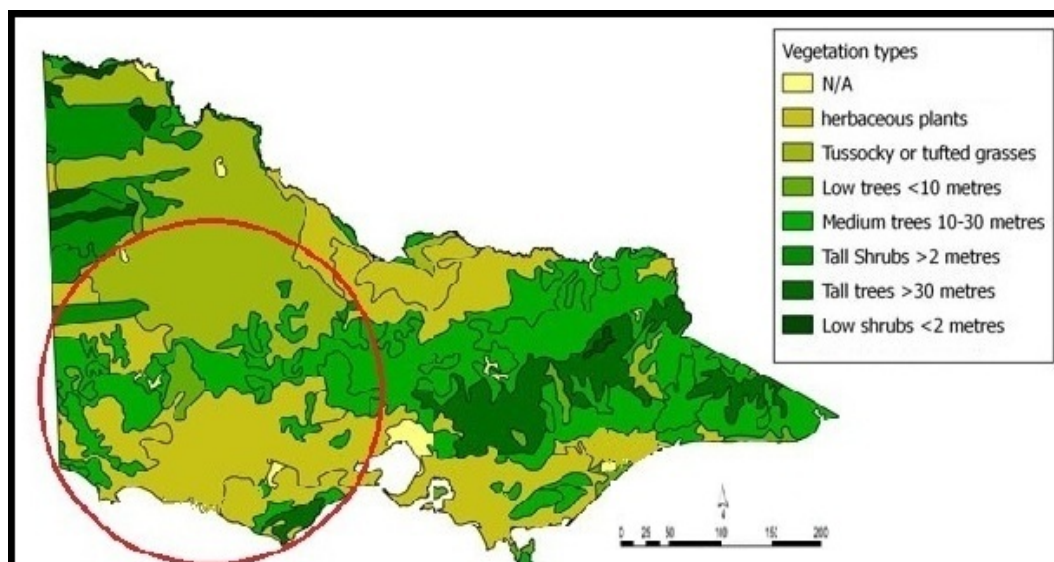 Vegetation types
N/A
herbaceous plants
Tussocky or tufted grasses
Low trees <10 metres
Medium trees 10-30 metres
Tall Shrubs >2 metres
Tall trees >30 metres
Low shrubs <2 metres
0 25 50 100 150 200